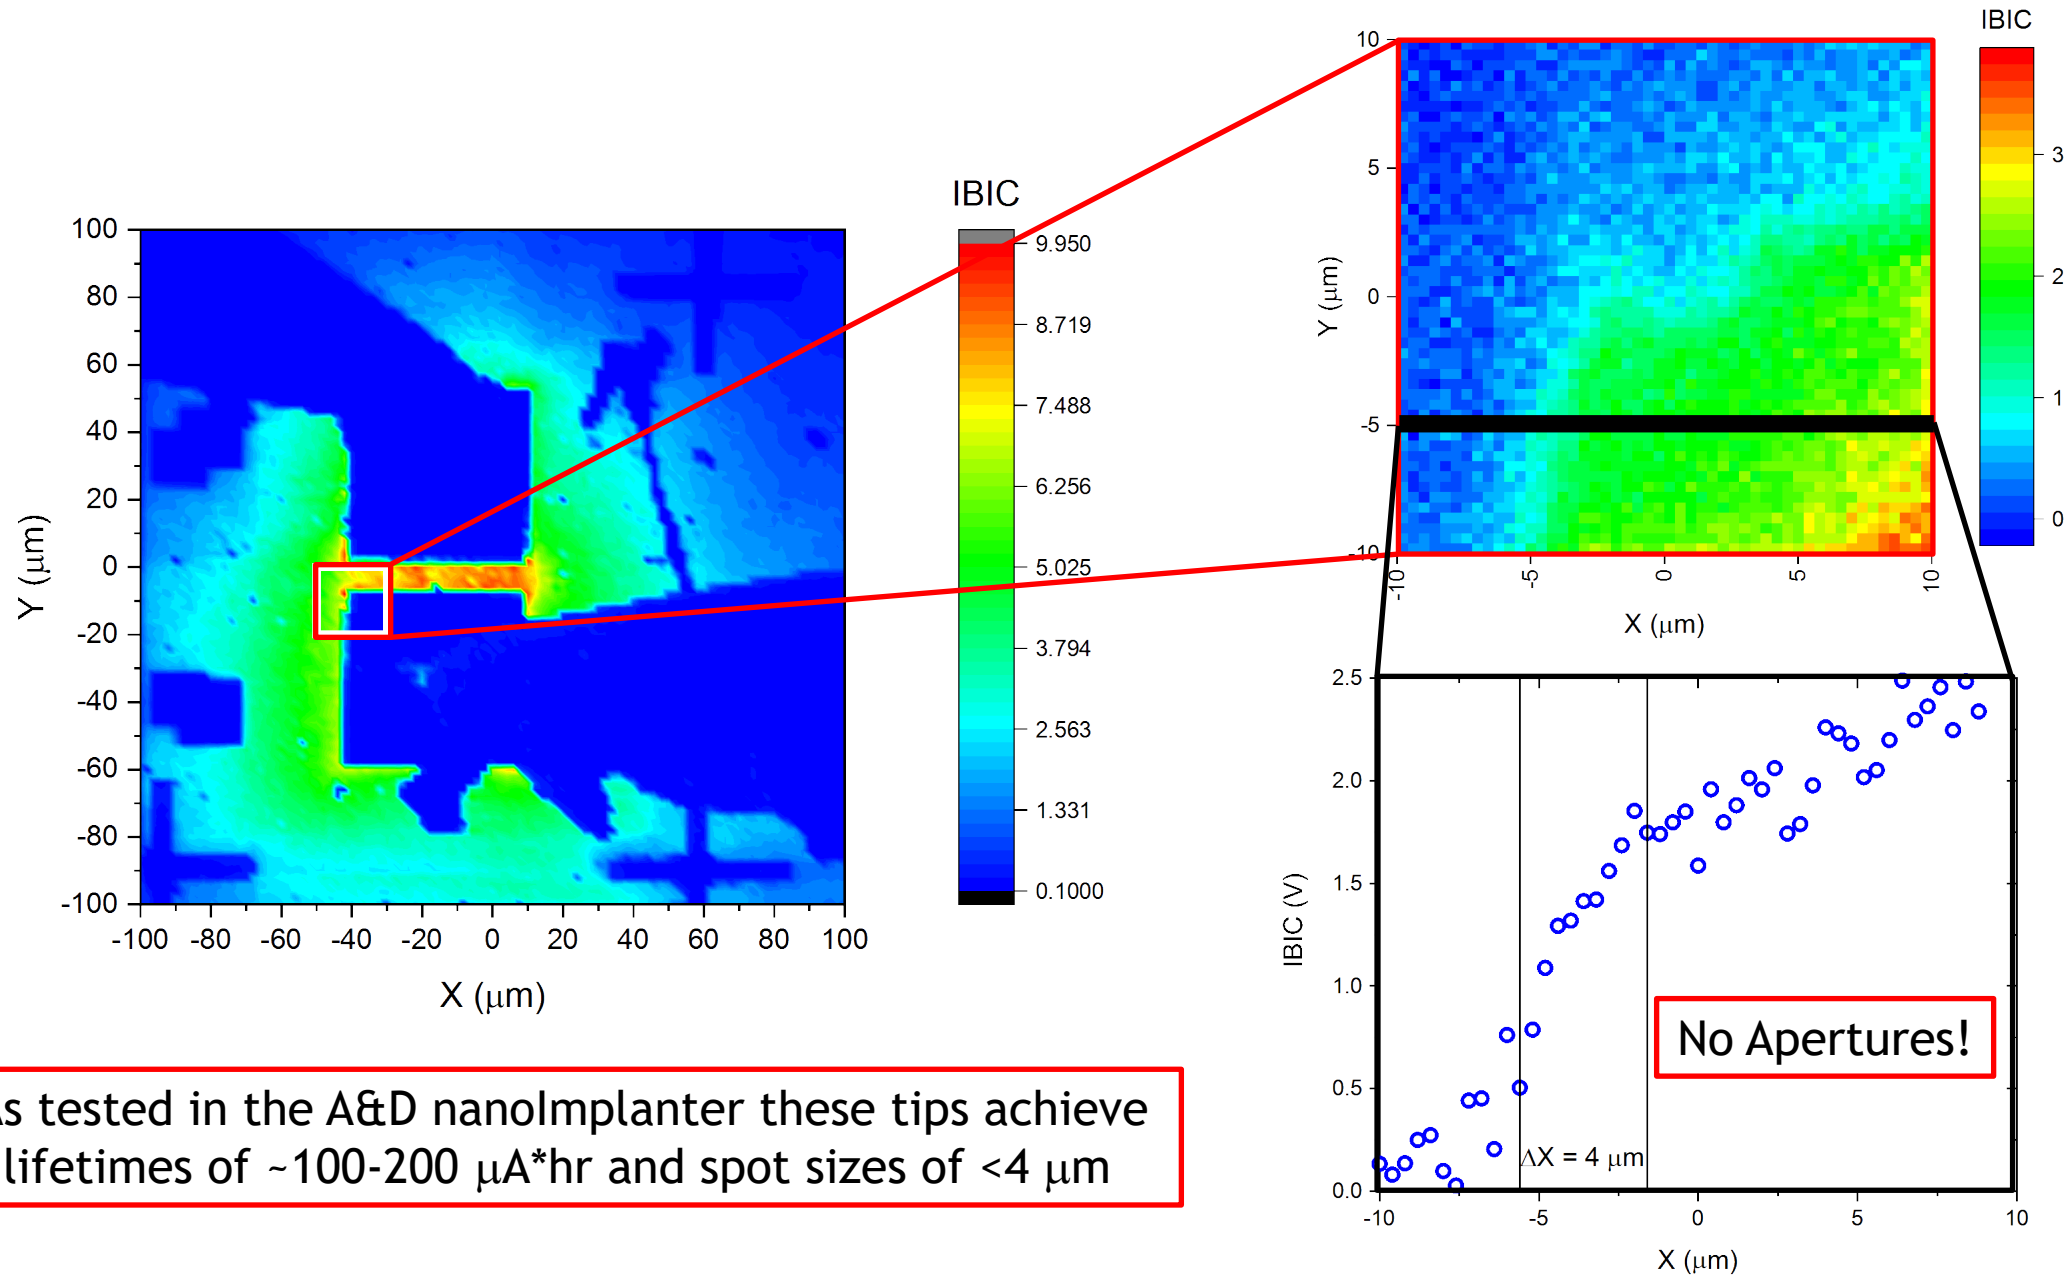 IBIC
100
80
60
40
20
0
-20
-40
-60
-80
-100
Y (μm)
-100 -80 -60 -40 -20 0 20 40 60 80 100
X (μm)
9.950
8.719
7.488
6.256
5.025
3.794
2.563
1.331
0.1000
IBIC
10
5
0
-5
-10
Y (μm)
-10 -5 0 5 10
X (μm)
3
2
1
0
2.5
2.0
1.5
1.0
0.5
0.0
IBIC (V)
No Apertures!
ΔX = 4 μm
-10 -5 0 5 10
X (μm)
As tested in the A&D nanoImplanter these tips achieve
lifetimes of ~100-200 μA*hr and spot sizes of <4 μm